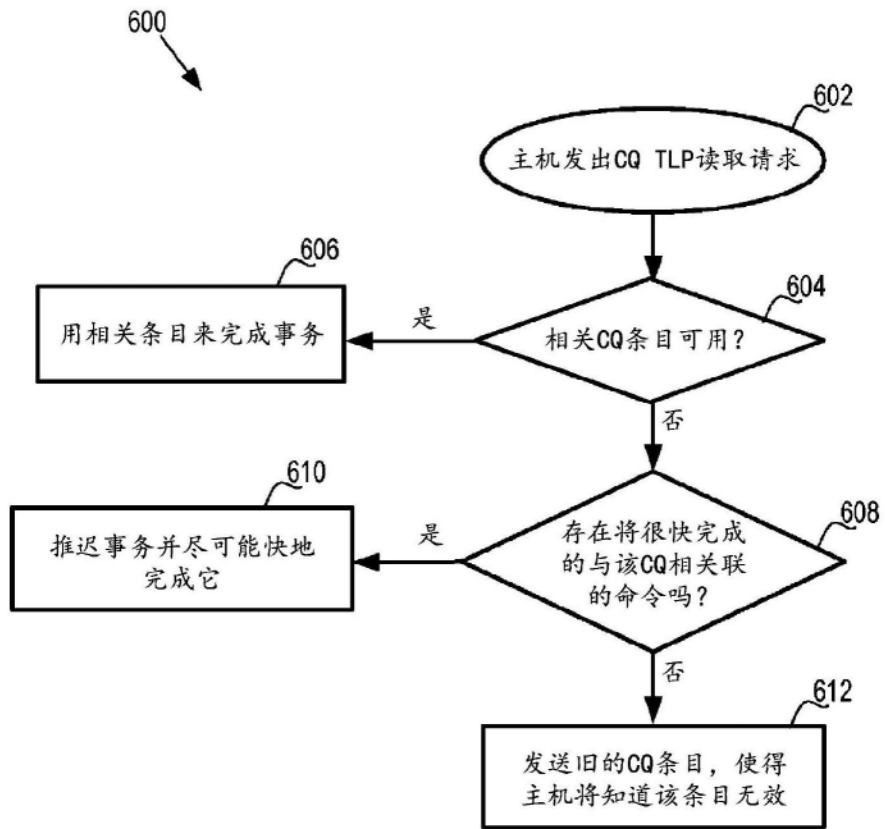 600
602
主机发出CQ TLP读取请求
606
604
用相关条目来完成事务
是
相关CQ条目可用?
否
610
608
推迟事务并尽可能快地
完成它
是
存在将很快完成
的与该CQ相关联
的命令吗?
否
612
发送旧的CQ条目，使得
主机将知道该条目无效